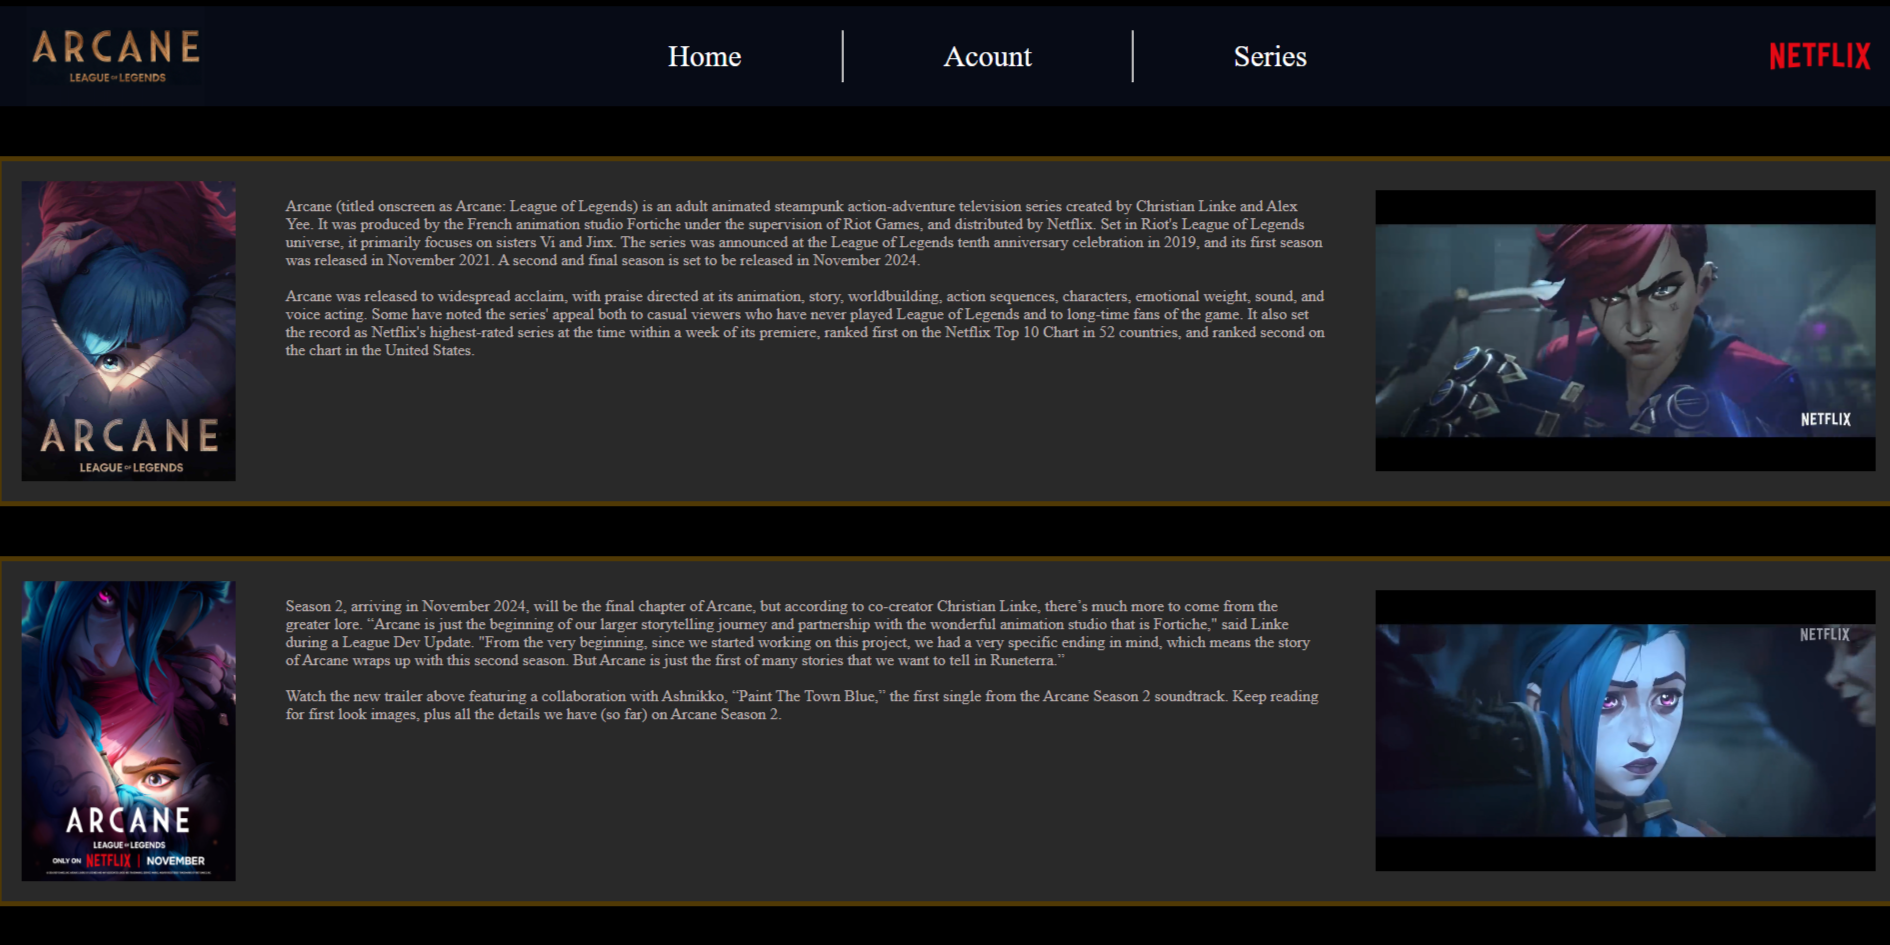 ARCANE
LEAGUE OF LEGENDS
Home
Acount
Series
NETFLIX
ARCANE
LEAGUE OF LEGENDS
Arcane (titled onscreen as Arcane: League of Legends) is an adult animated steampunk action-adventure television series created by Christian Linke and Alex
Yee. It was produced by the French animation studio Fortiche under the supervision of Riot Games, and distributed by Netflix. Set in Riot's League of Legends
universe, it primarily focuses on sisters Vi and Jinx. The series was announced at the League of Legends tenth anniversary celebration in 2019, and its first season
was released in November 2021. A second and final season is set to be released in November 2024.
Arcane was released to widespread acclaim, with praise directed at its animation, story, worldbuilding, action sequences, characters, emotional weight, sound, and
voice acting. Some have noted the series' appeal both to casual viewers who have never played League of Legends and to long-time fans of the game. It also set
the record as Netflix's highest-rated series at the time within a week of its premiere, ranked first on the Netflix Top 10 Chart in 52 countries, and ranked second on
the chart in the United States.
NETFLIX
ARCANE
LEAGUE OF LEGENDS
ONLY ON NETFLIX | NOVEMBER
Season 2, arriving in November 2024, will be the final chapter of Arcane, but according to co-creator Christian Linke, there’s much more to come from the
greater lore. “Arcane is just the beginning of our larger storytelling journey and partnership with the wonderful animation studio that is Fortiche," said Linke
during a League Dev Update. "From the very beginning, since we started working on this project, we had a very specific ending in mind, which means the story
of Arcane wraps up with this second season. But Arcane is just the first of many stories that we want to tell in Runeterra.”
Watch the new trailer above featuring a collaboration with Ashnikko, “Paint The Town Blue,” the first single from the Arcane Season 2 soundtrack. Keep reading
for first look images, plus all the details we have (so far) on Arcane Season 2.
NETFLIX